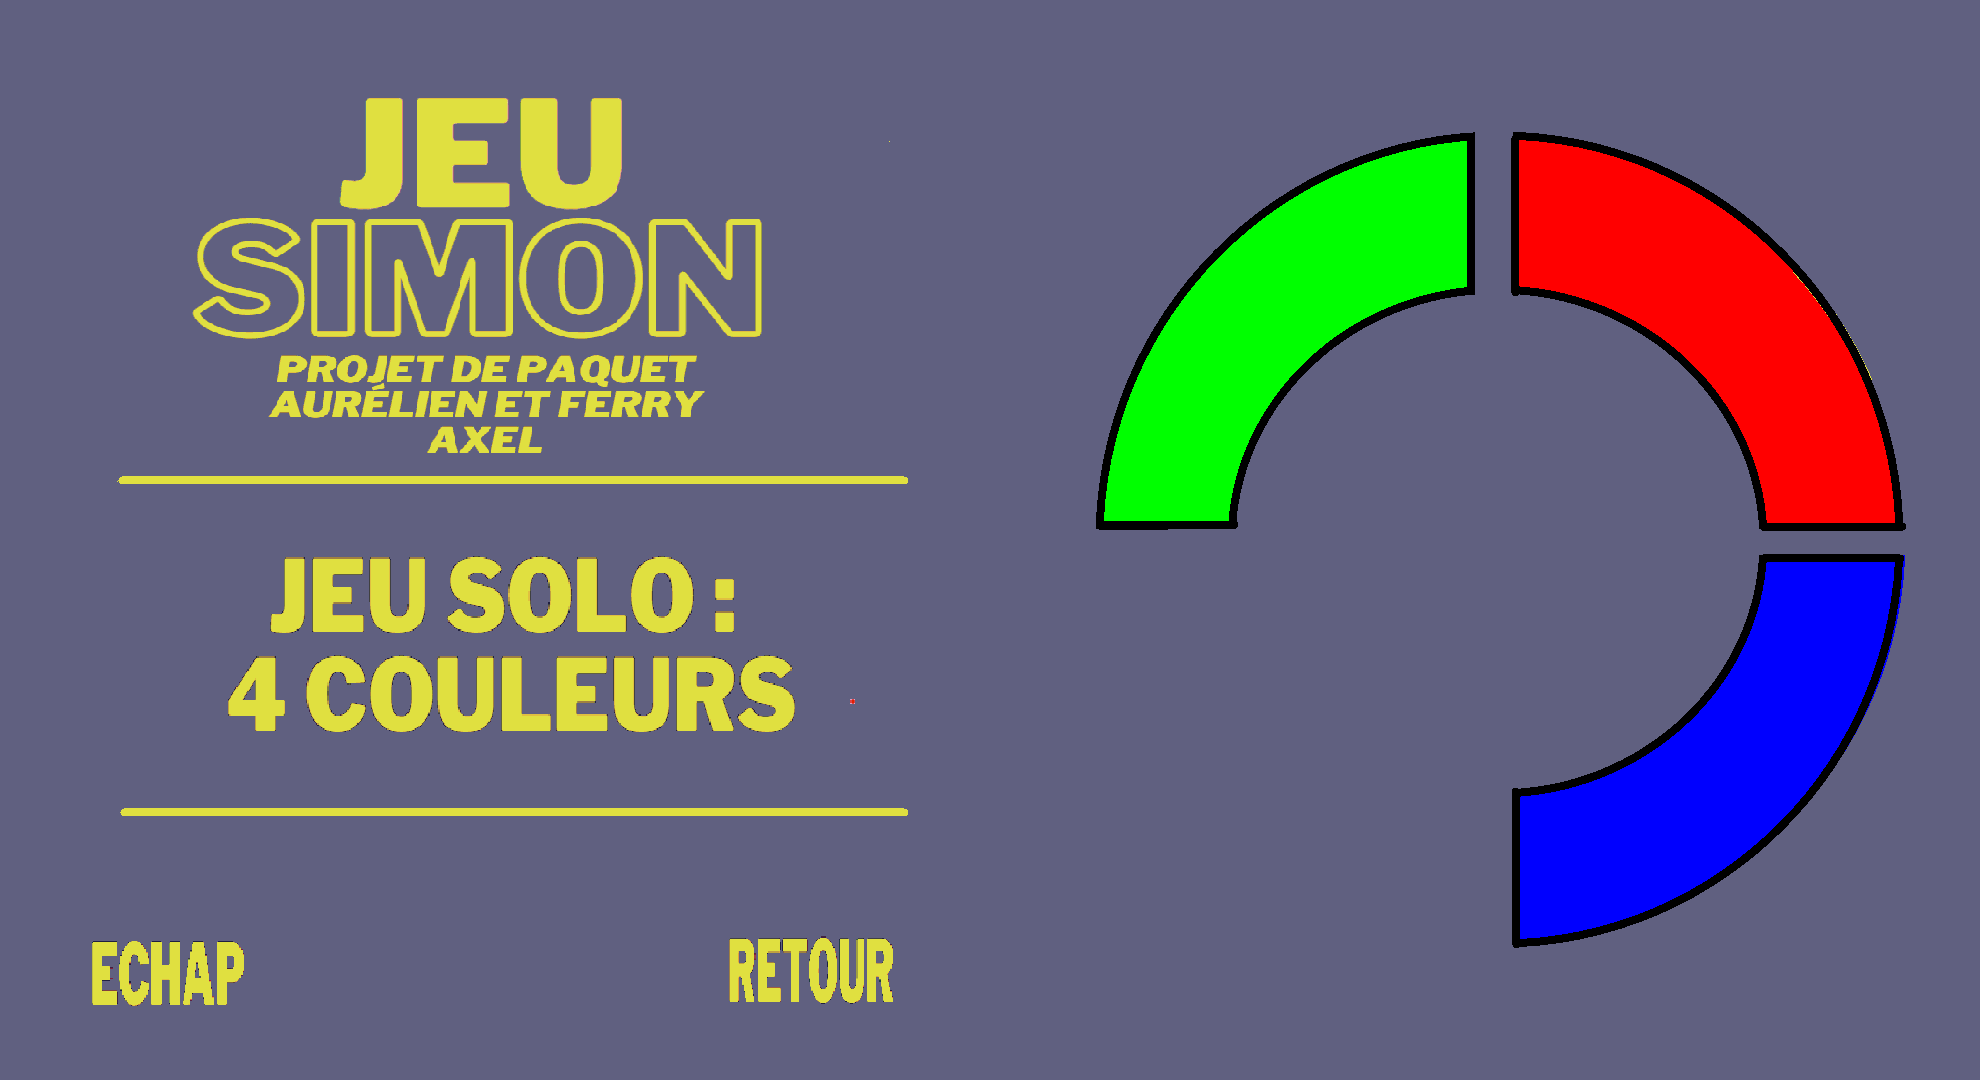 JEU
SIMON
PROJET DE PAQUET
AURÉLIEN ET FERRY
AXEL
JEU SOLO :
4 COULEURS
ECHAP
RETOUR